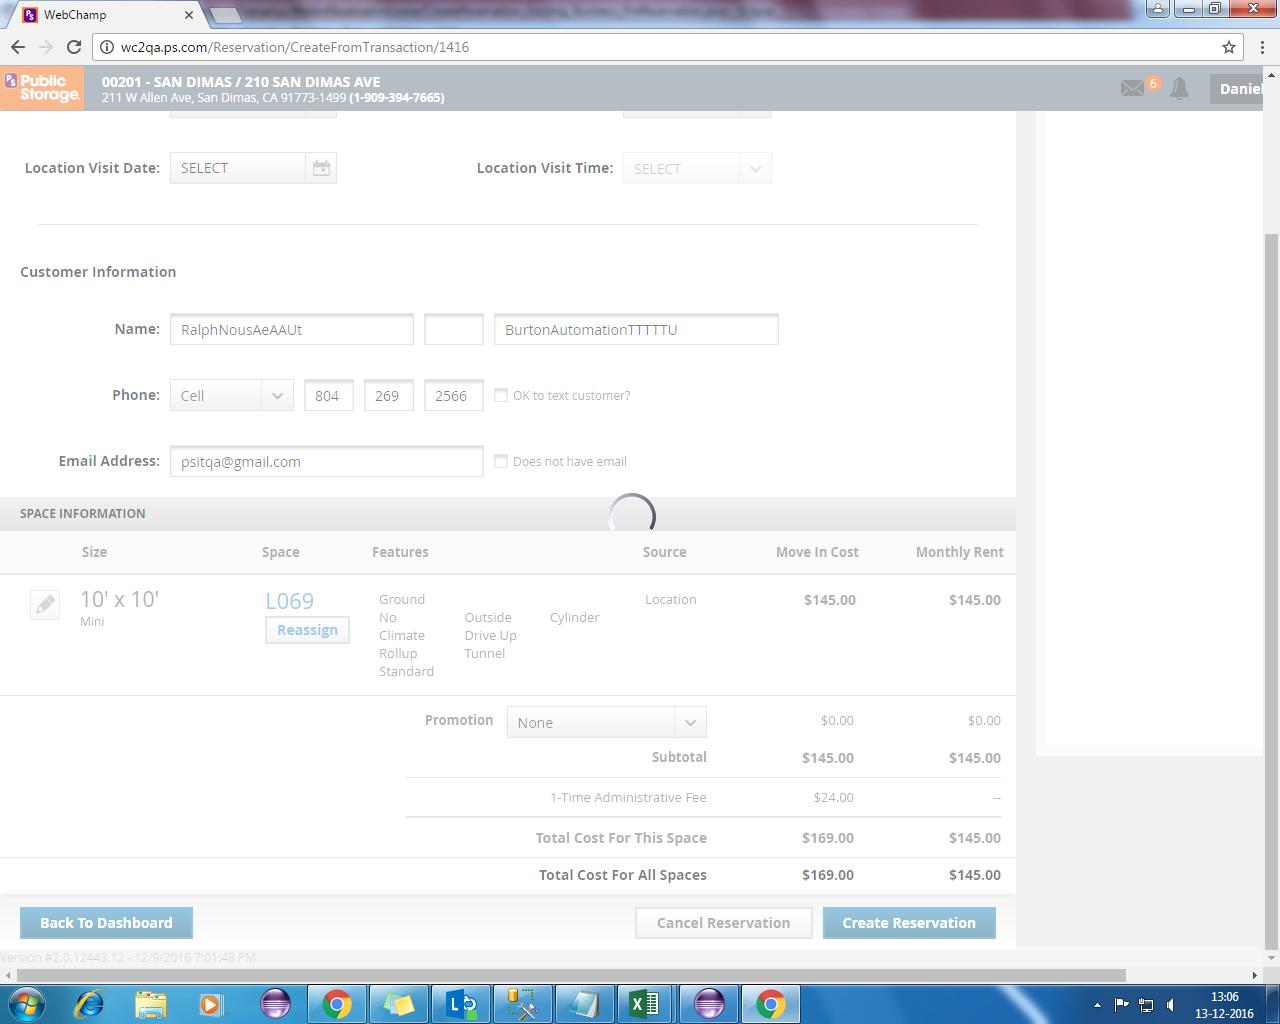 WebChamp
wc2qa.ps.com/Reservation/CreateFromTransaction/1416
PS Public Storage.
00201 - SAN DIMAS / 210 SAN DIMAS AVE
211 W Allen Ave, San Dimas, CA 91773-1499 (1-909-394-7665)
6
Daniel
Location Visit Date: SELECT Location Visit Time: SELECT
Customer Information
Name: RalphNousAeAAUt BurtonAutomationTTTTTU
Phone: Cell 804 269 2566 OK to text customer?
Email Address: psitqa@gmail.com Does not have email
SPACE INFORMATION
Size Space Features Source Move In Cost Monthly Rent
10' x 10' L069 Ground Location $145.00 $145.00
Mini No Outside Cylinder
Reassign Climate Drive Up
Rollup Tunnel
Standard
Promotion None $0.00 $0.00
Subtotal $145.00 $145.00
1-Time Administrative Fee $24.00 --
Total Cost For This Space $169.00 $145.00
Total Cost For All Spaces $169.00 $145.00
Back To Dashboard Cancel Reservation Create Reservation
Version #2.0.12443.12 - 12/9/2016 7:01:48 PM
13:06
13-12-2016